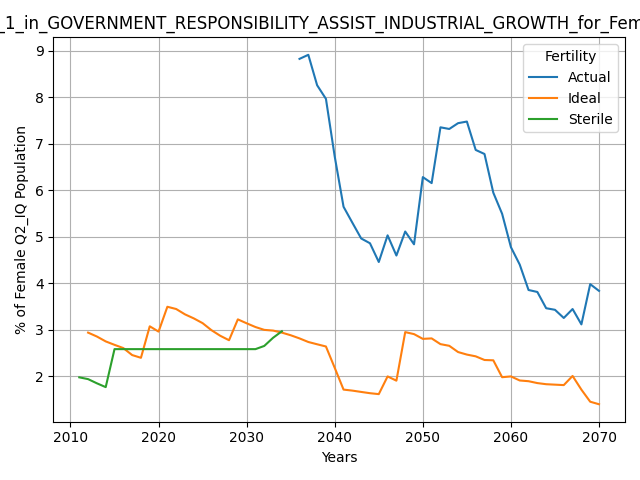 _1_in_GOVERNMENT_RESPONSIBILITY_ASSIST_INDUSTRIAL_GROWTH_for_Fem
Fertility
Actual
Ideal
Sterile
% of Female Q2_IQ Population
9
8
7
6
5
4
3
2
2010 2020 2030 2040 2050 2060 2070
Years